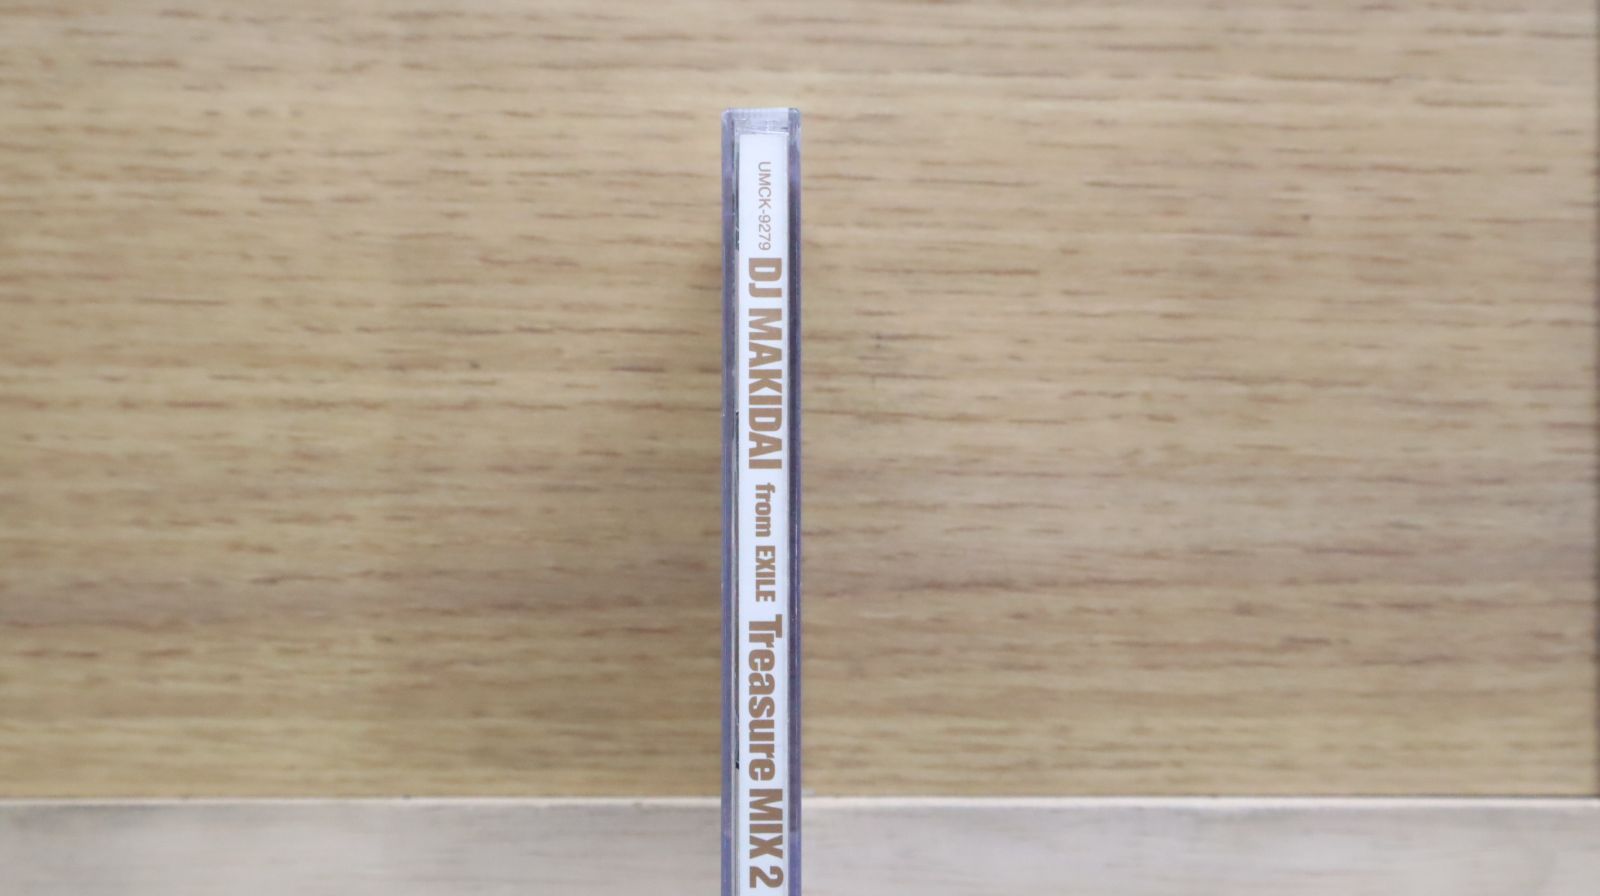 UMCK-9279 DJ MAKIDAI from EXILE Treasure MIX 2